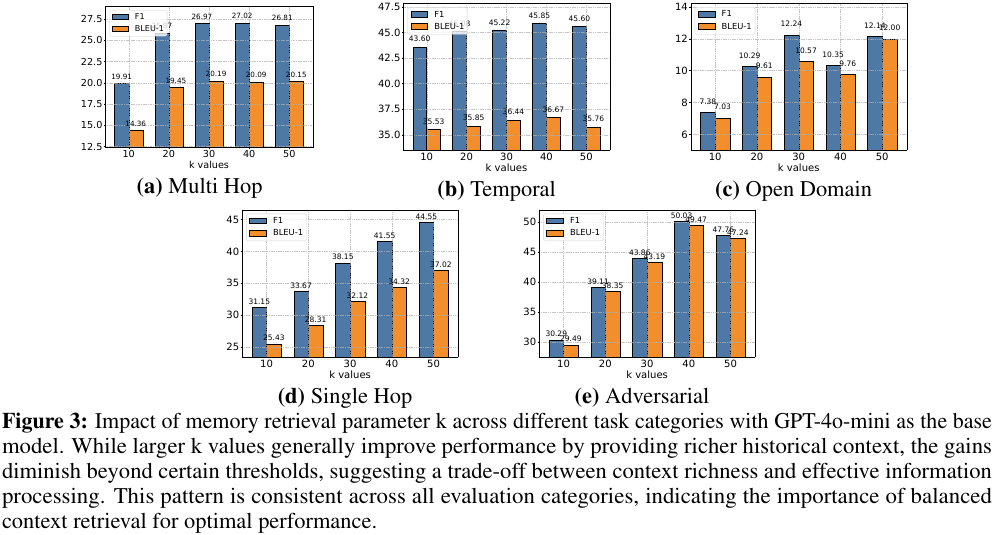 27.5
25.0
22.5
20.0
17.5
15.0
12.5
F1
BLEU-1
19.91
14.36
19.45
26.97
20.19
27.02
20.09
26.81
20.15
10 20 30 40 50
k values
(a) Multi Hop
47.5
45.0
42.5
40.0
37.5
35.0
F1
BLEU-1
43.60
35.53
35.85
45.22
36.44
45.85
36.67
45.60
35.76
10 20 30 40 50
k values
(b) Temporal
14
12
10
8
6
F1
BLEU-1
7.38
7.03
10.29
9.61
12.24
10.57
10.35
9.76
12.00
10 20 30 40 50
k values
(c) Open Domain
45
40
35
30
25
F1
BLEU-1
31.15
25.43
33.67
28.31
38.15
32.12
41.55
34.32
44.55
37.02
10 20 30 40 50
k values
(d) Single Hop
50
45
40
35
30
F1
BLEU-1
30.29
29.49
39.11
38.35
43.86
43.19
50.03
49.47
47.76
47.24
10 20 30 40 50
k values
(e) Adversarial
Figure 3: Impact of memory retrieval parameter k across different task categories with GPT-4o-mini as the base
model. While larger k values generally improve performance by providing richer historical context, the gains
diminish beyond certain thresholds, suggesting a trade-off between context richness and effective information
processing. This pattern is consistent across all evaluation categories, indicating the importance of balanced
context retrieval for optimal performance.